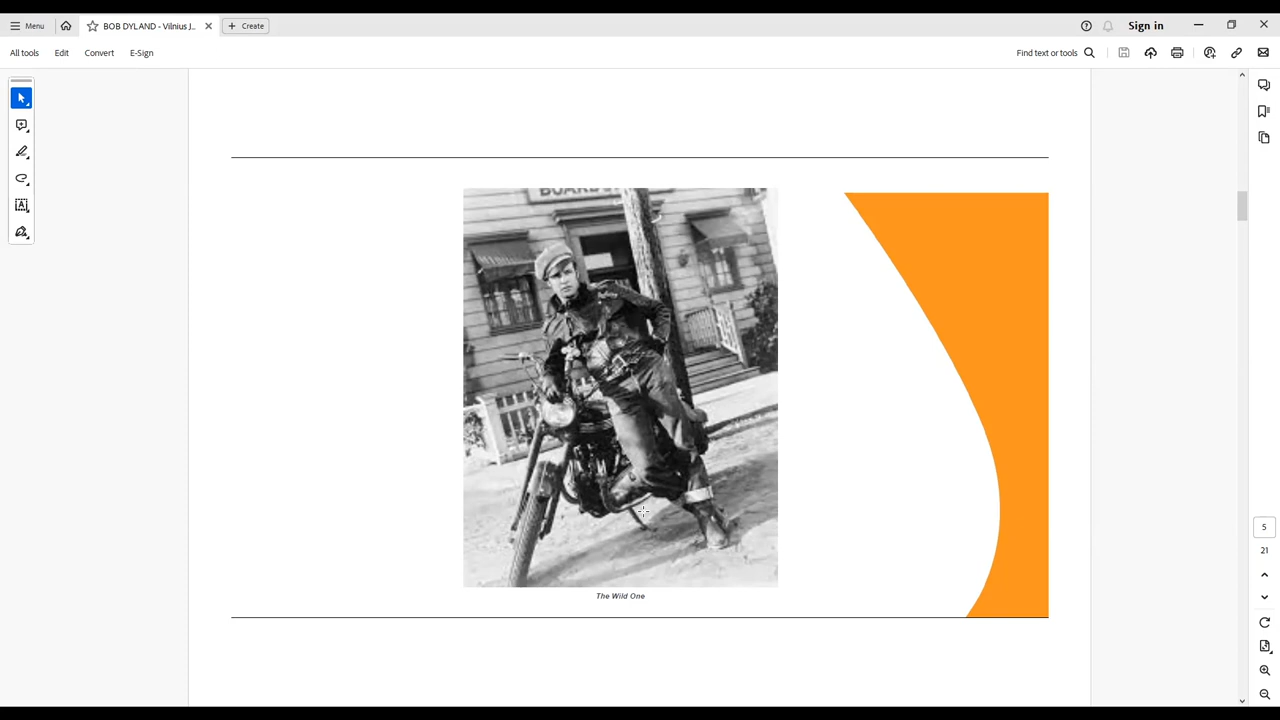 Menu
BOB DYLAND - Vilnius J...
Create
Sign in
All tools
Edit
Convert
E-Sign
Find text or tools
The Wild One
5
21